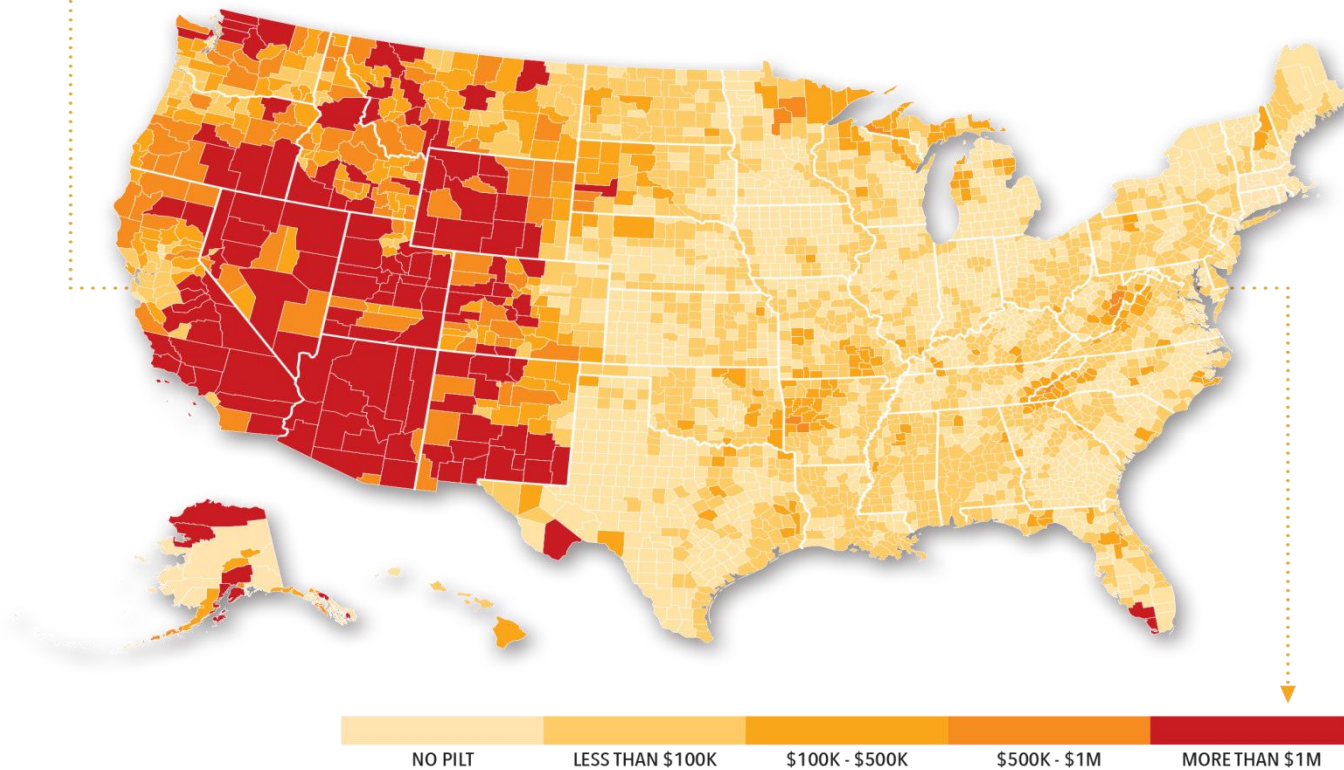 NO PILT
LESS THAN $100K
$100K - $500K
$500K - $1M
MORE THAN $1M